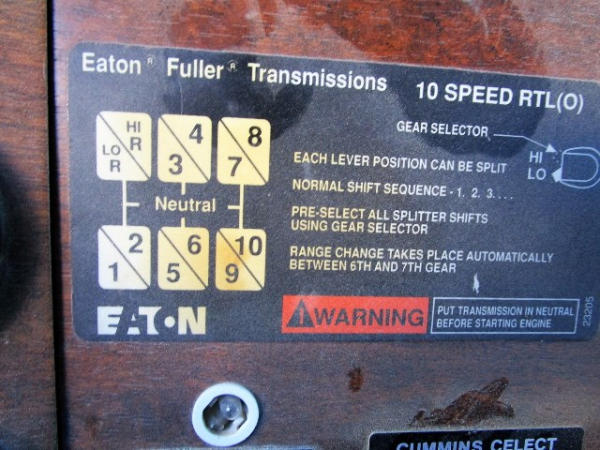 Eaton® Fuller® Transmissions 10 SPEED RTL(O)
GEAR SELECTOR
HI
LO
HI
R
LO
R
4
3
8
7
EACH LEVER POSITION CAN BE SPLIT
NORMAL SHIFT SEQUENCE - 1, 2, 3....
Neutral
PRE-SELECT ALL SPLITTER SHIFTS
USING GEAR SELECTOR
2
1
6
5
10
9
RANGE CHANGE TAKES PLACE AUTOMATICALLY
BETWEEN 6TH AND 7TH GEAR
EATON
WARNING
PUT TRANSMISSION IN NEUTRAL
BEFORE STARTING ENGINE
23205
CUMMINS CELECT